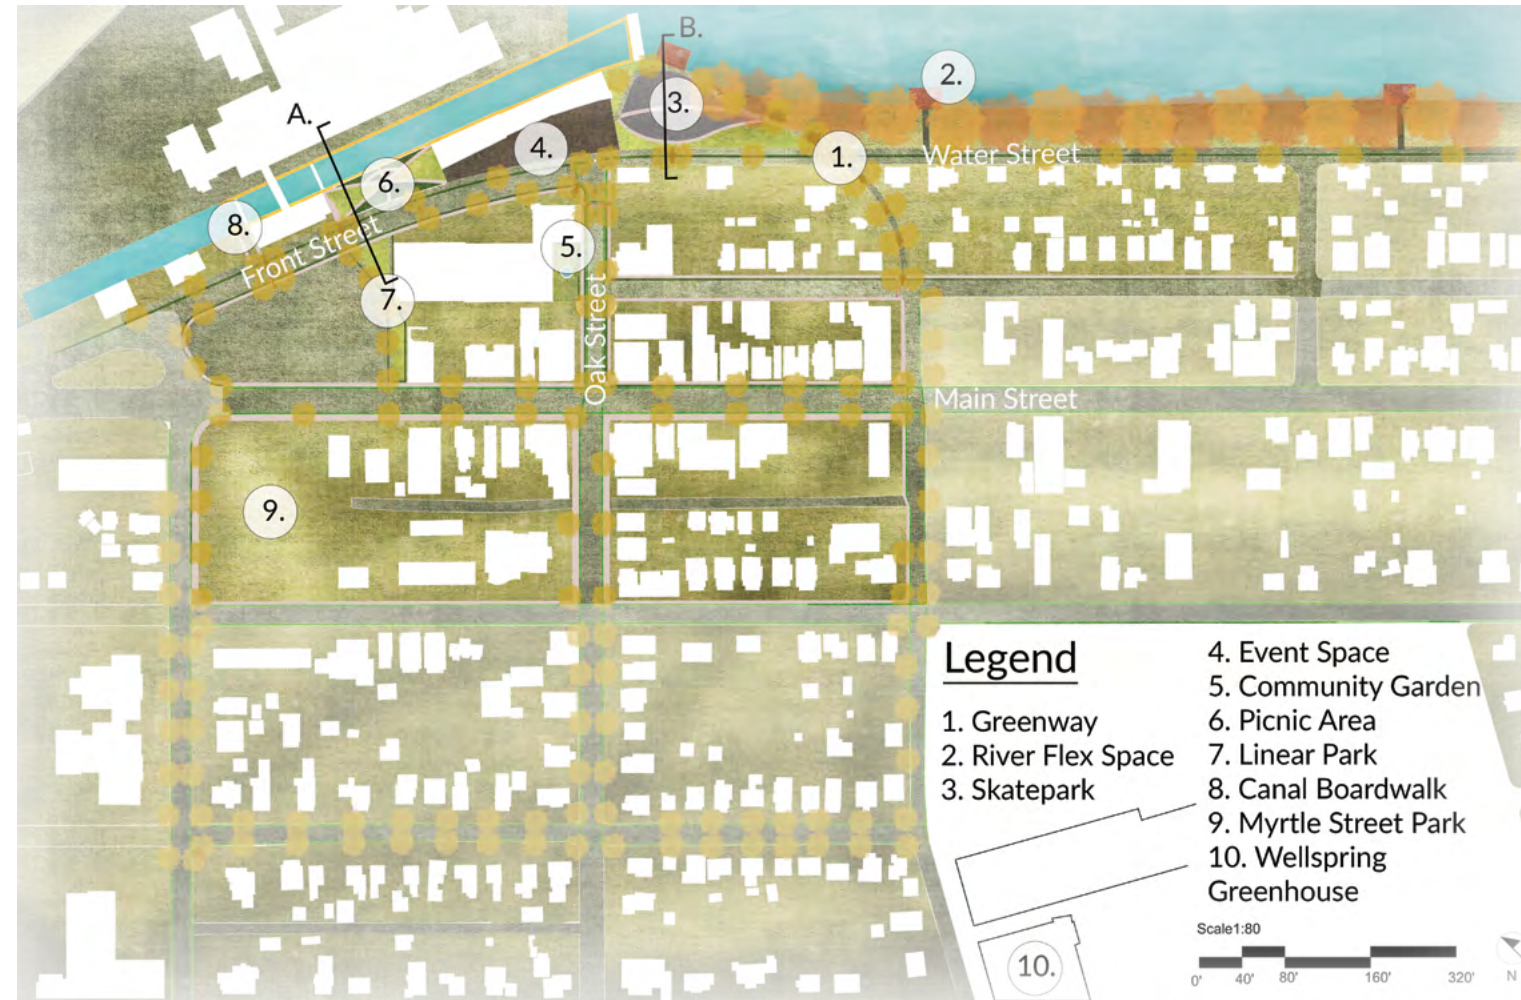 B.
2.
3.
A.
4.
1.
Water Street
6.
8.
5.
Front Street
7.
Oak Street
Main Street
9.
Legend
1. Greenway
2. River Flex Space
3. Skatepark
4. Event Space
5. Community Garden
6. Picnic Area
7. Linear Park
8. Canal Boardwalk
9. Myrtle Street Park
10. Wellspring
Greenhouse
10.
Scale1:80
0' 40' 80' 160' 320'
N